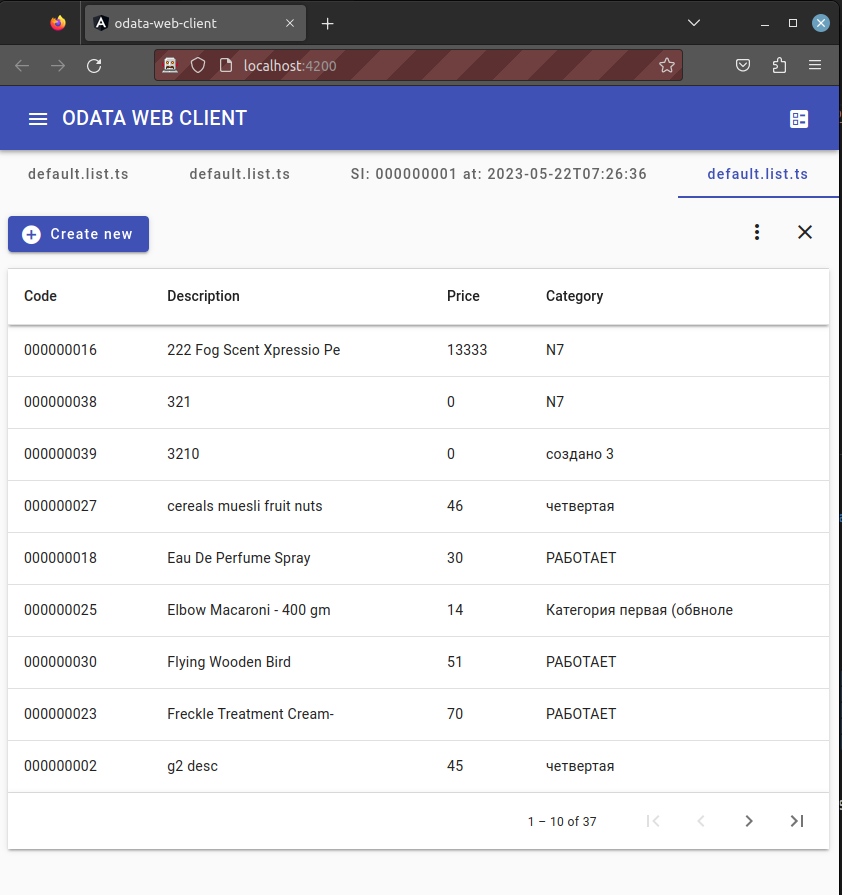 odata-web-client
localhost:4200
ODATA WEB CLIENT
default.list.ts default.list.ts SI: 000000001 at: 2023-05-22T07:26:36 default.list.ts
Create new
Code Description Price Category
000000016 222 Fog Scent Xpressio Pe 13333 N7
000000038 321 0 N7
000000039 3210 0 создано 3
000000027 cereals muesli fruit nuts 46 четвертая
000000018 Eau De Perfume Spray 30 РАБОТАЕТ
000000025 Elbow Macaroni - 400 gm 14 Категория первая (обвноле
000000030 Flying Wooden Bird 51 РАБОТАЕТ
000000023 Freckle Treatment Cream- 70 РАБОТАЕТ
000000002 g2 desc 45 четвертая
1 – 10 of 37